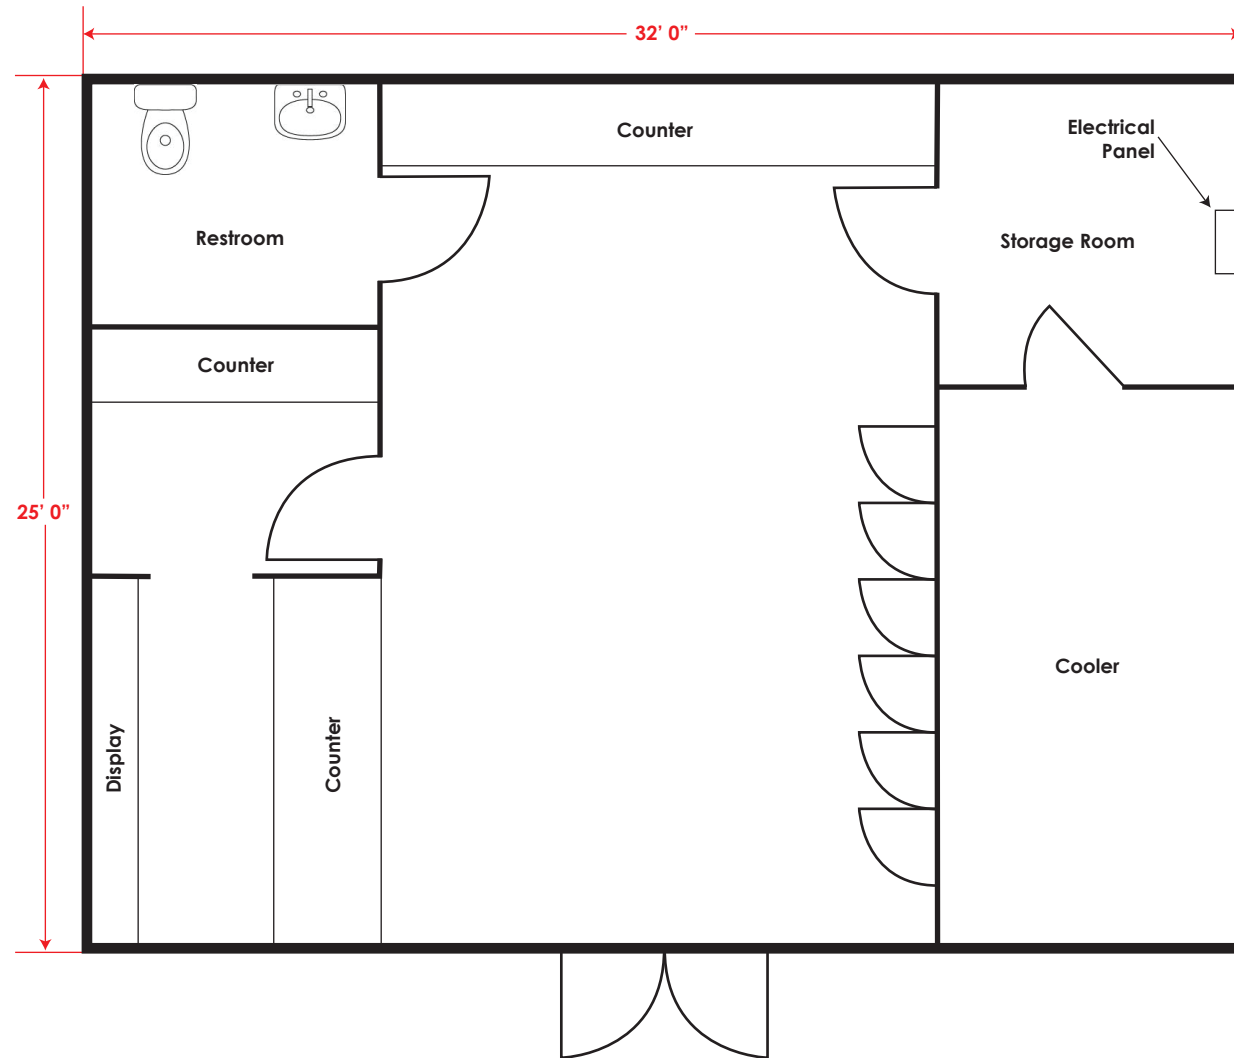 32’ 0”
Counter
Electrical
Panel
Restroom
Storage Room
Counter
25’ 0”
Cooler
Display
Counter